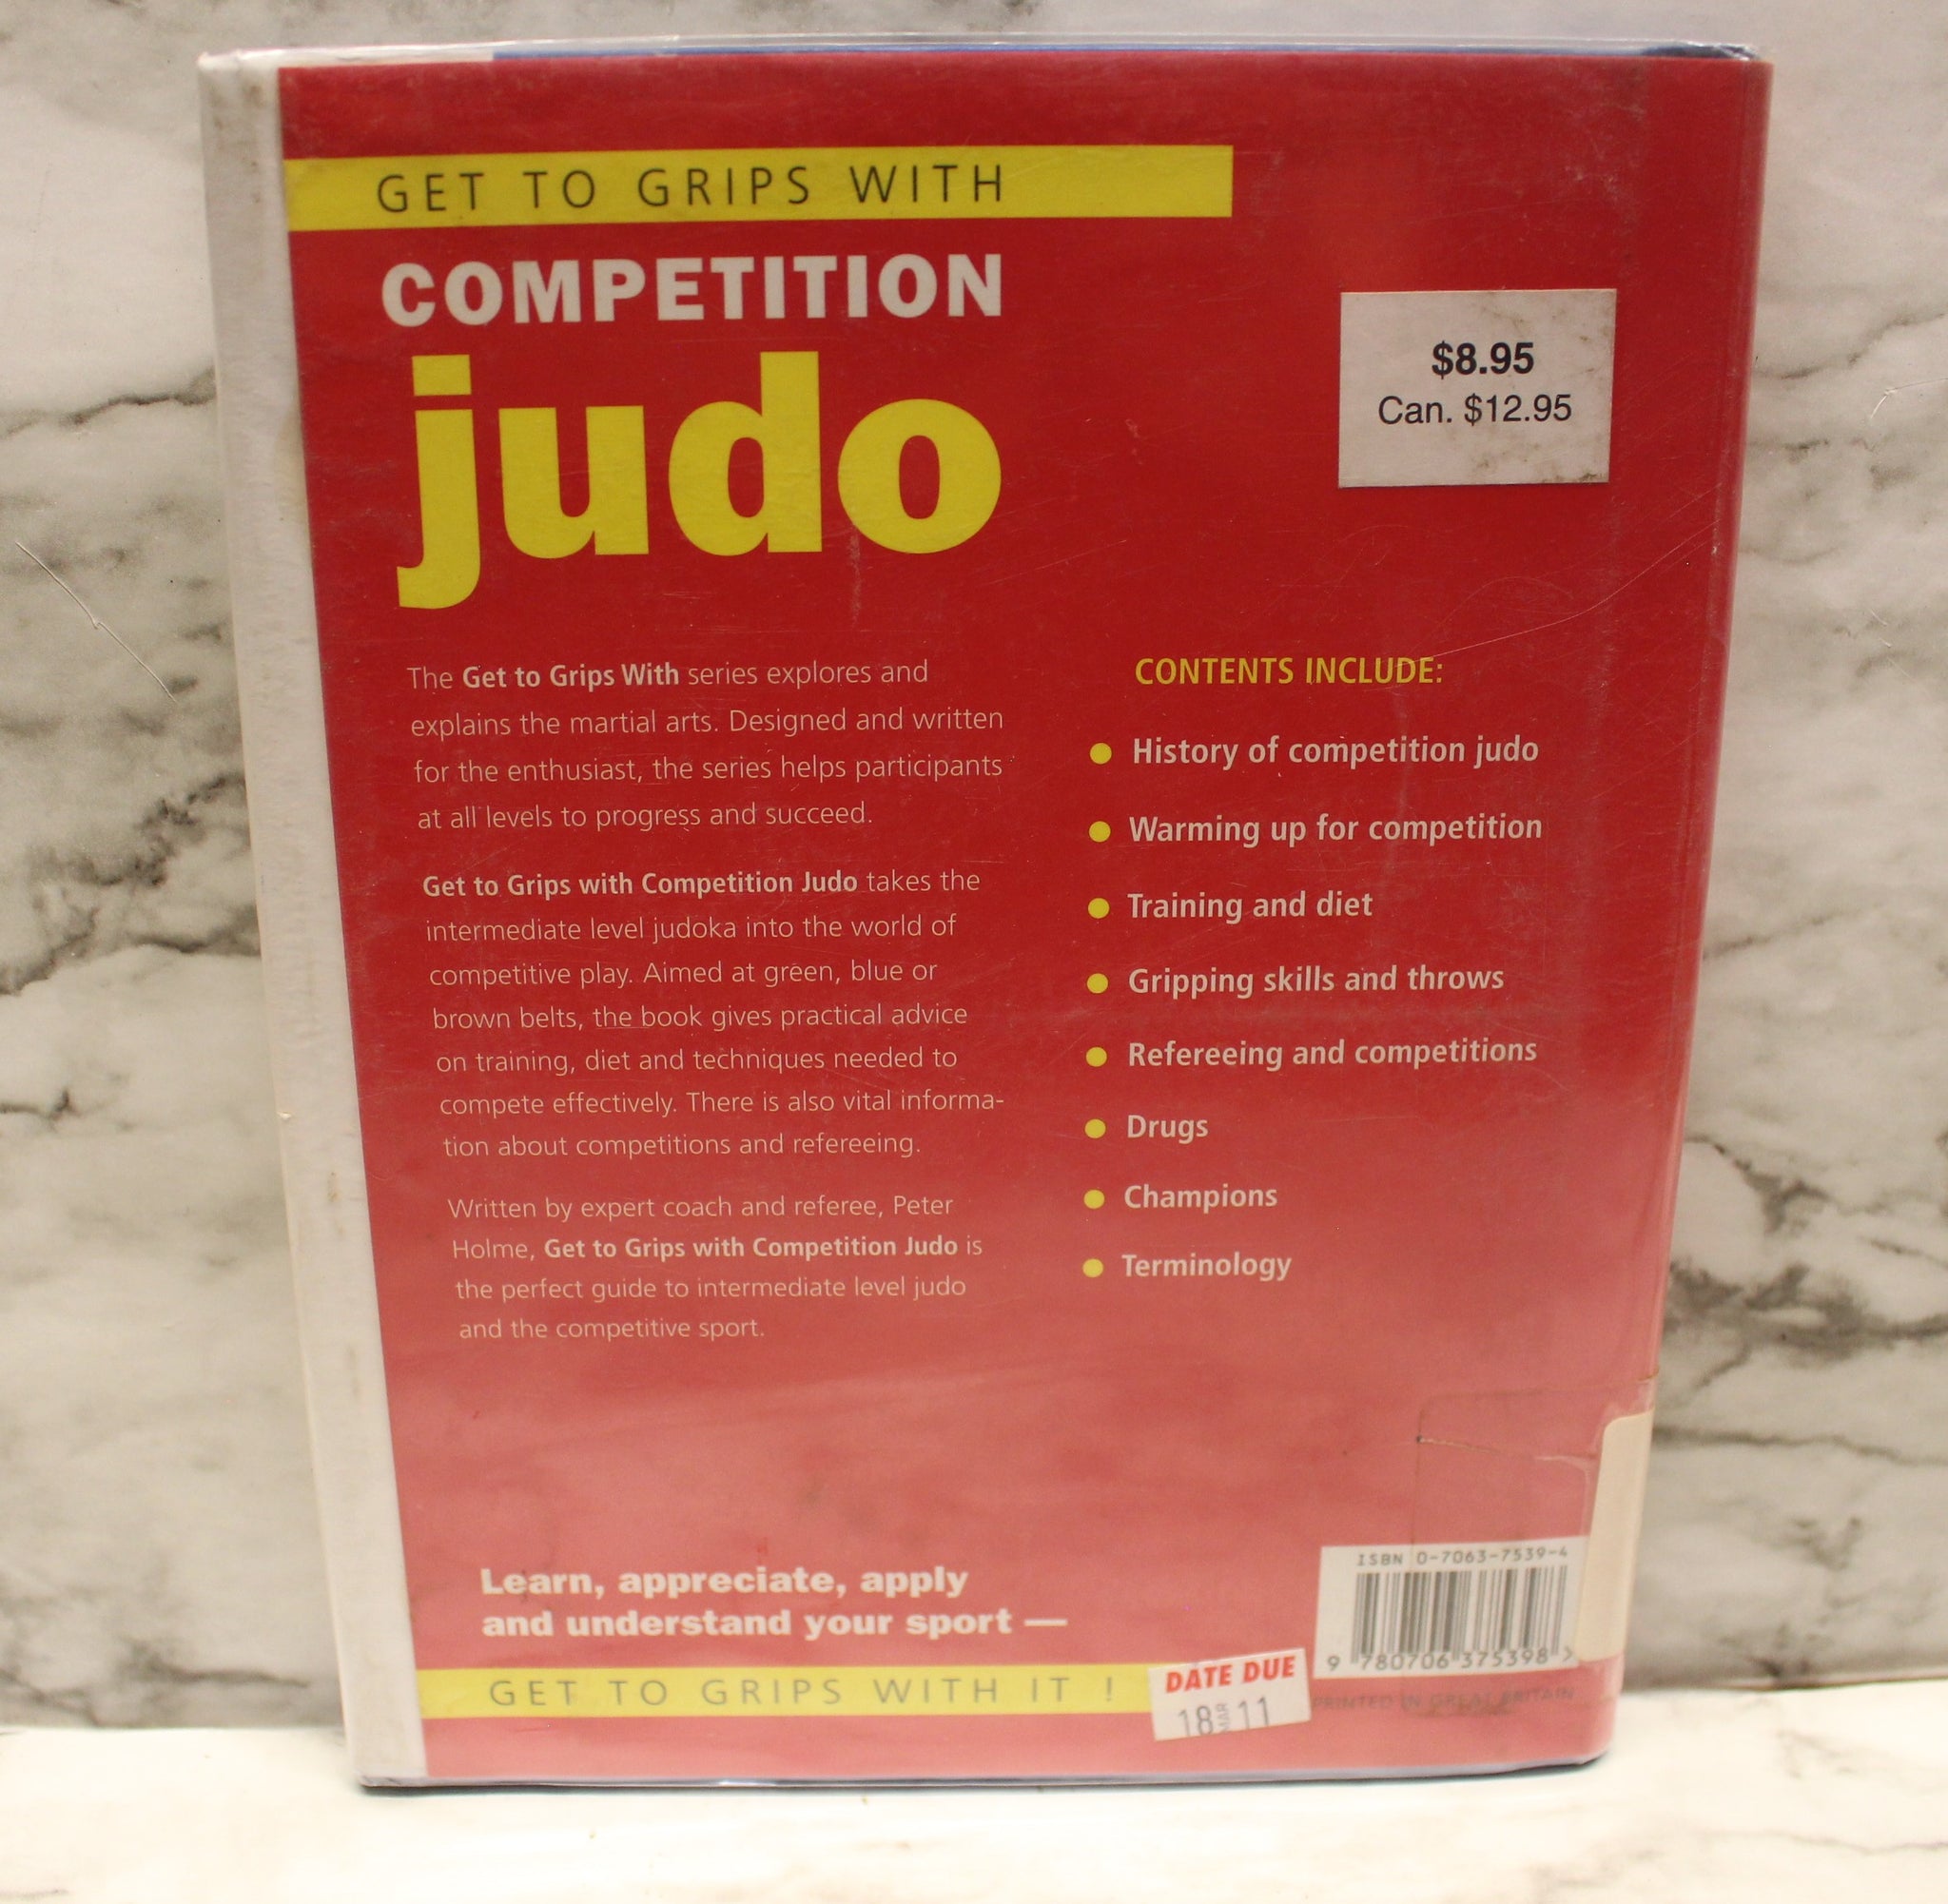 GET TO GRIPS WITH
COMPETITION
judo
$8.95
Can. $12.95
The Get to Grips With series explores and
explains the martial arts. Designed and written
for the enthusiast, the series helps participants
at all levels to progress and succeed.
Get to Grips with Competition Judo takes the
intermediate level judoka into the world of
competitive play. Aimed at green, blue or
brown belts, the book gives practical advice
on training, diet and techniques needed to
compete effectively. There is also vital informa-
tion about competitions and refereeing.
Written by expert coach and referee, Peter
Holme, Get to Grips with Competition Judo is
the perfect guide to intermediate level judo
and the competitive sport.
CONTENTS INCLUDE:
History of competition judo
Warming up for competition
Training and diet
Gripping skills and throws
Refereeing and competitions
Drugs
Champions
Terminology
Learn, appreciate, apply
and understand your sport —
GET TO GRIPS WITH IT !
ISBN 0-7063-7539-4
9 780706 375398 >
DATE DUE
18 MAR 11
PRINTED IN GREAT BRITAIN